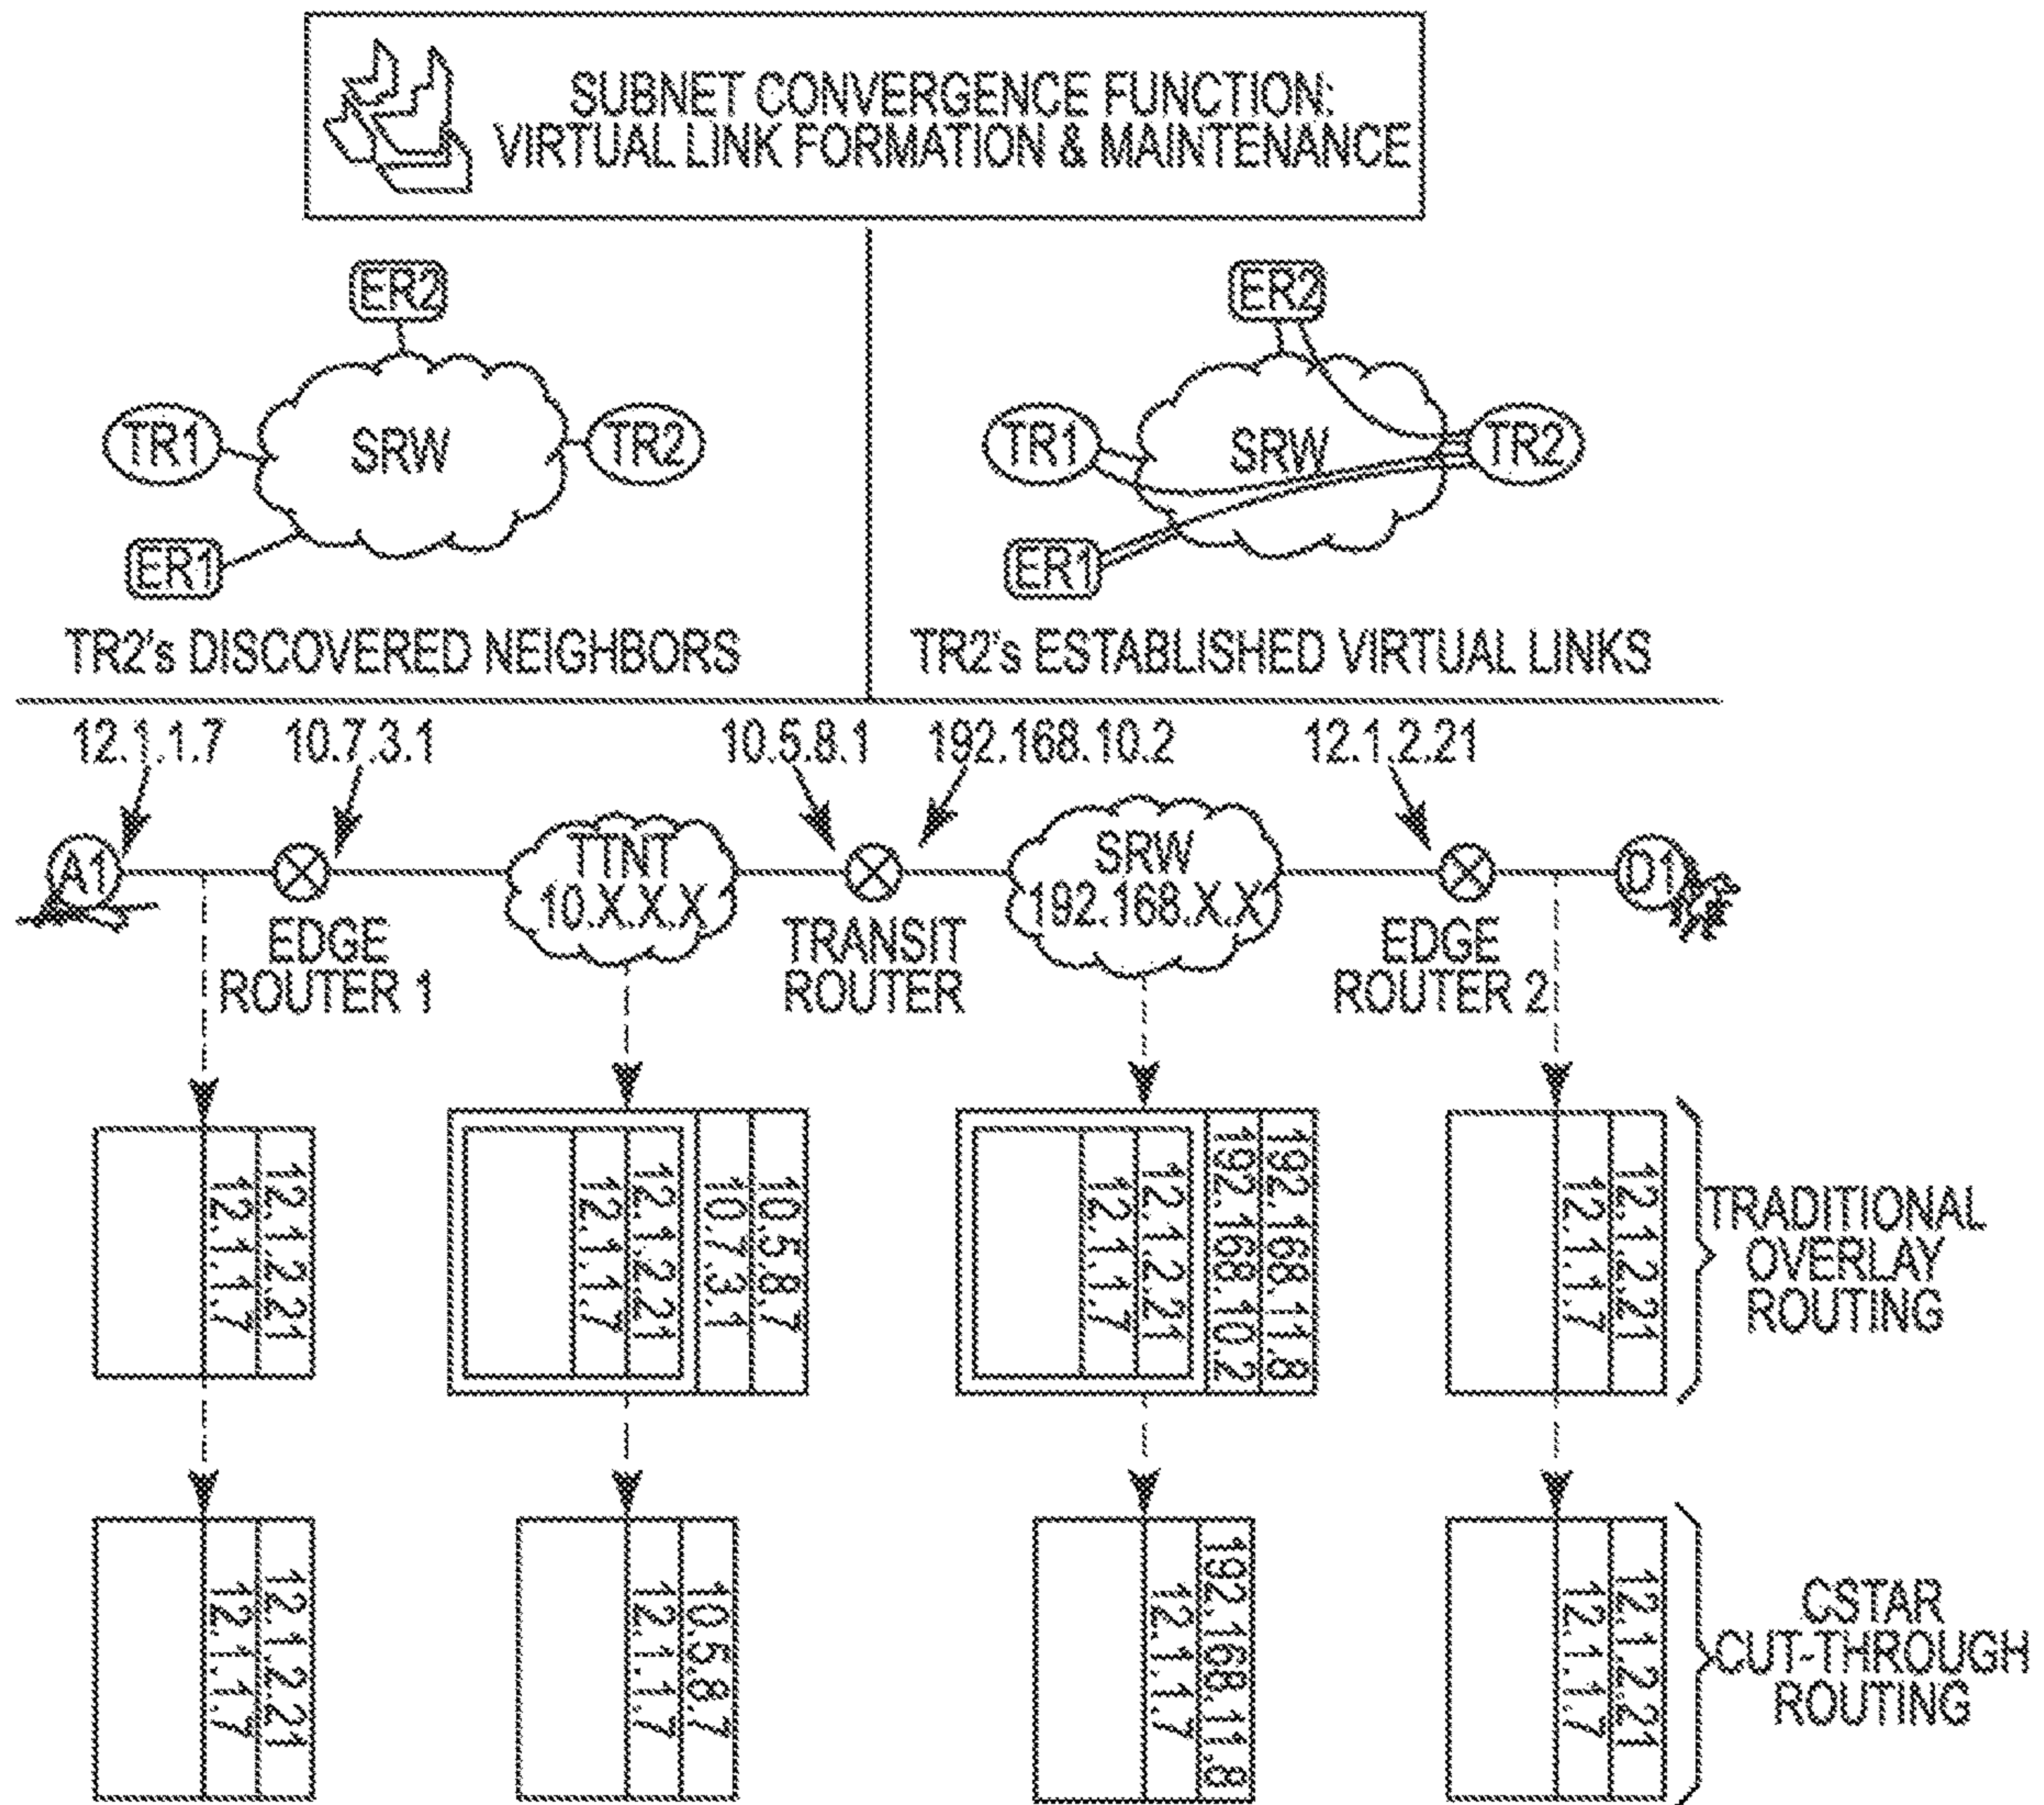 SUBNET CONVERGENCE FUNCTION:
VIRTUAL LINK FORMATION & MAINTENANCE
ER2
TR1
SRW
TR2
ER1
TR2's DISCOVERED NEIGHBORS
ER2
TR1
SRW
TR2
ER1
TR2's ESTABLISHED VIRTUAL LINKS
12.1.1.7
10.7.3.1
10.5.8.1
192.168.10.2
12.1.2.21
A1
EDGE
ROUTER 1
TTNT
10.X.X.X
TRANSIT
ROUTER
SRW
192.168.X.X
EDGE
ROUTER 2
D1
12.1.2.21
12.1.1.7
10.5.8.7
10.7.3.1
12.1.2.21
12.1.1.7
192.168.11.8
192.168.10.2
12.1.2.21
12.1.1.7
12.1.2.21
12.1.1.7
TRADITIONAL
OVERLAY
ROUTING
12.1.2.21
12.1.1.7
10.5.8.7
12.1.1.7
192.168.11.8
12.1.1.7
12.1.2.21
12.1.1.7
CSTAR
CUT-THROUGH
ROUTING